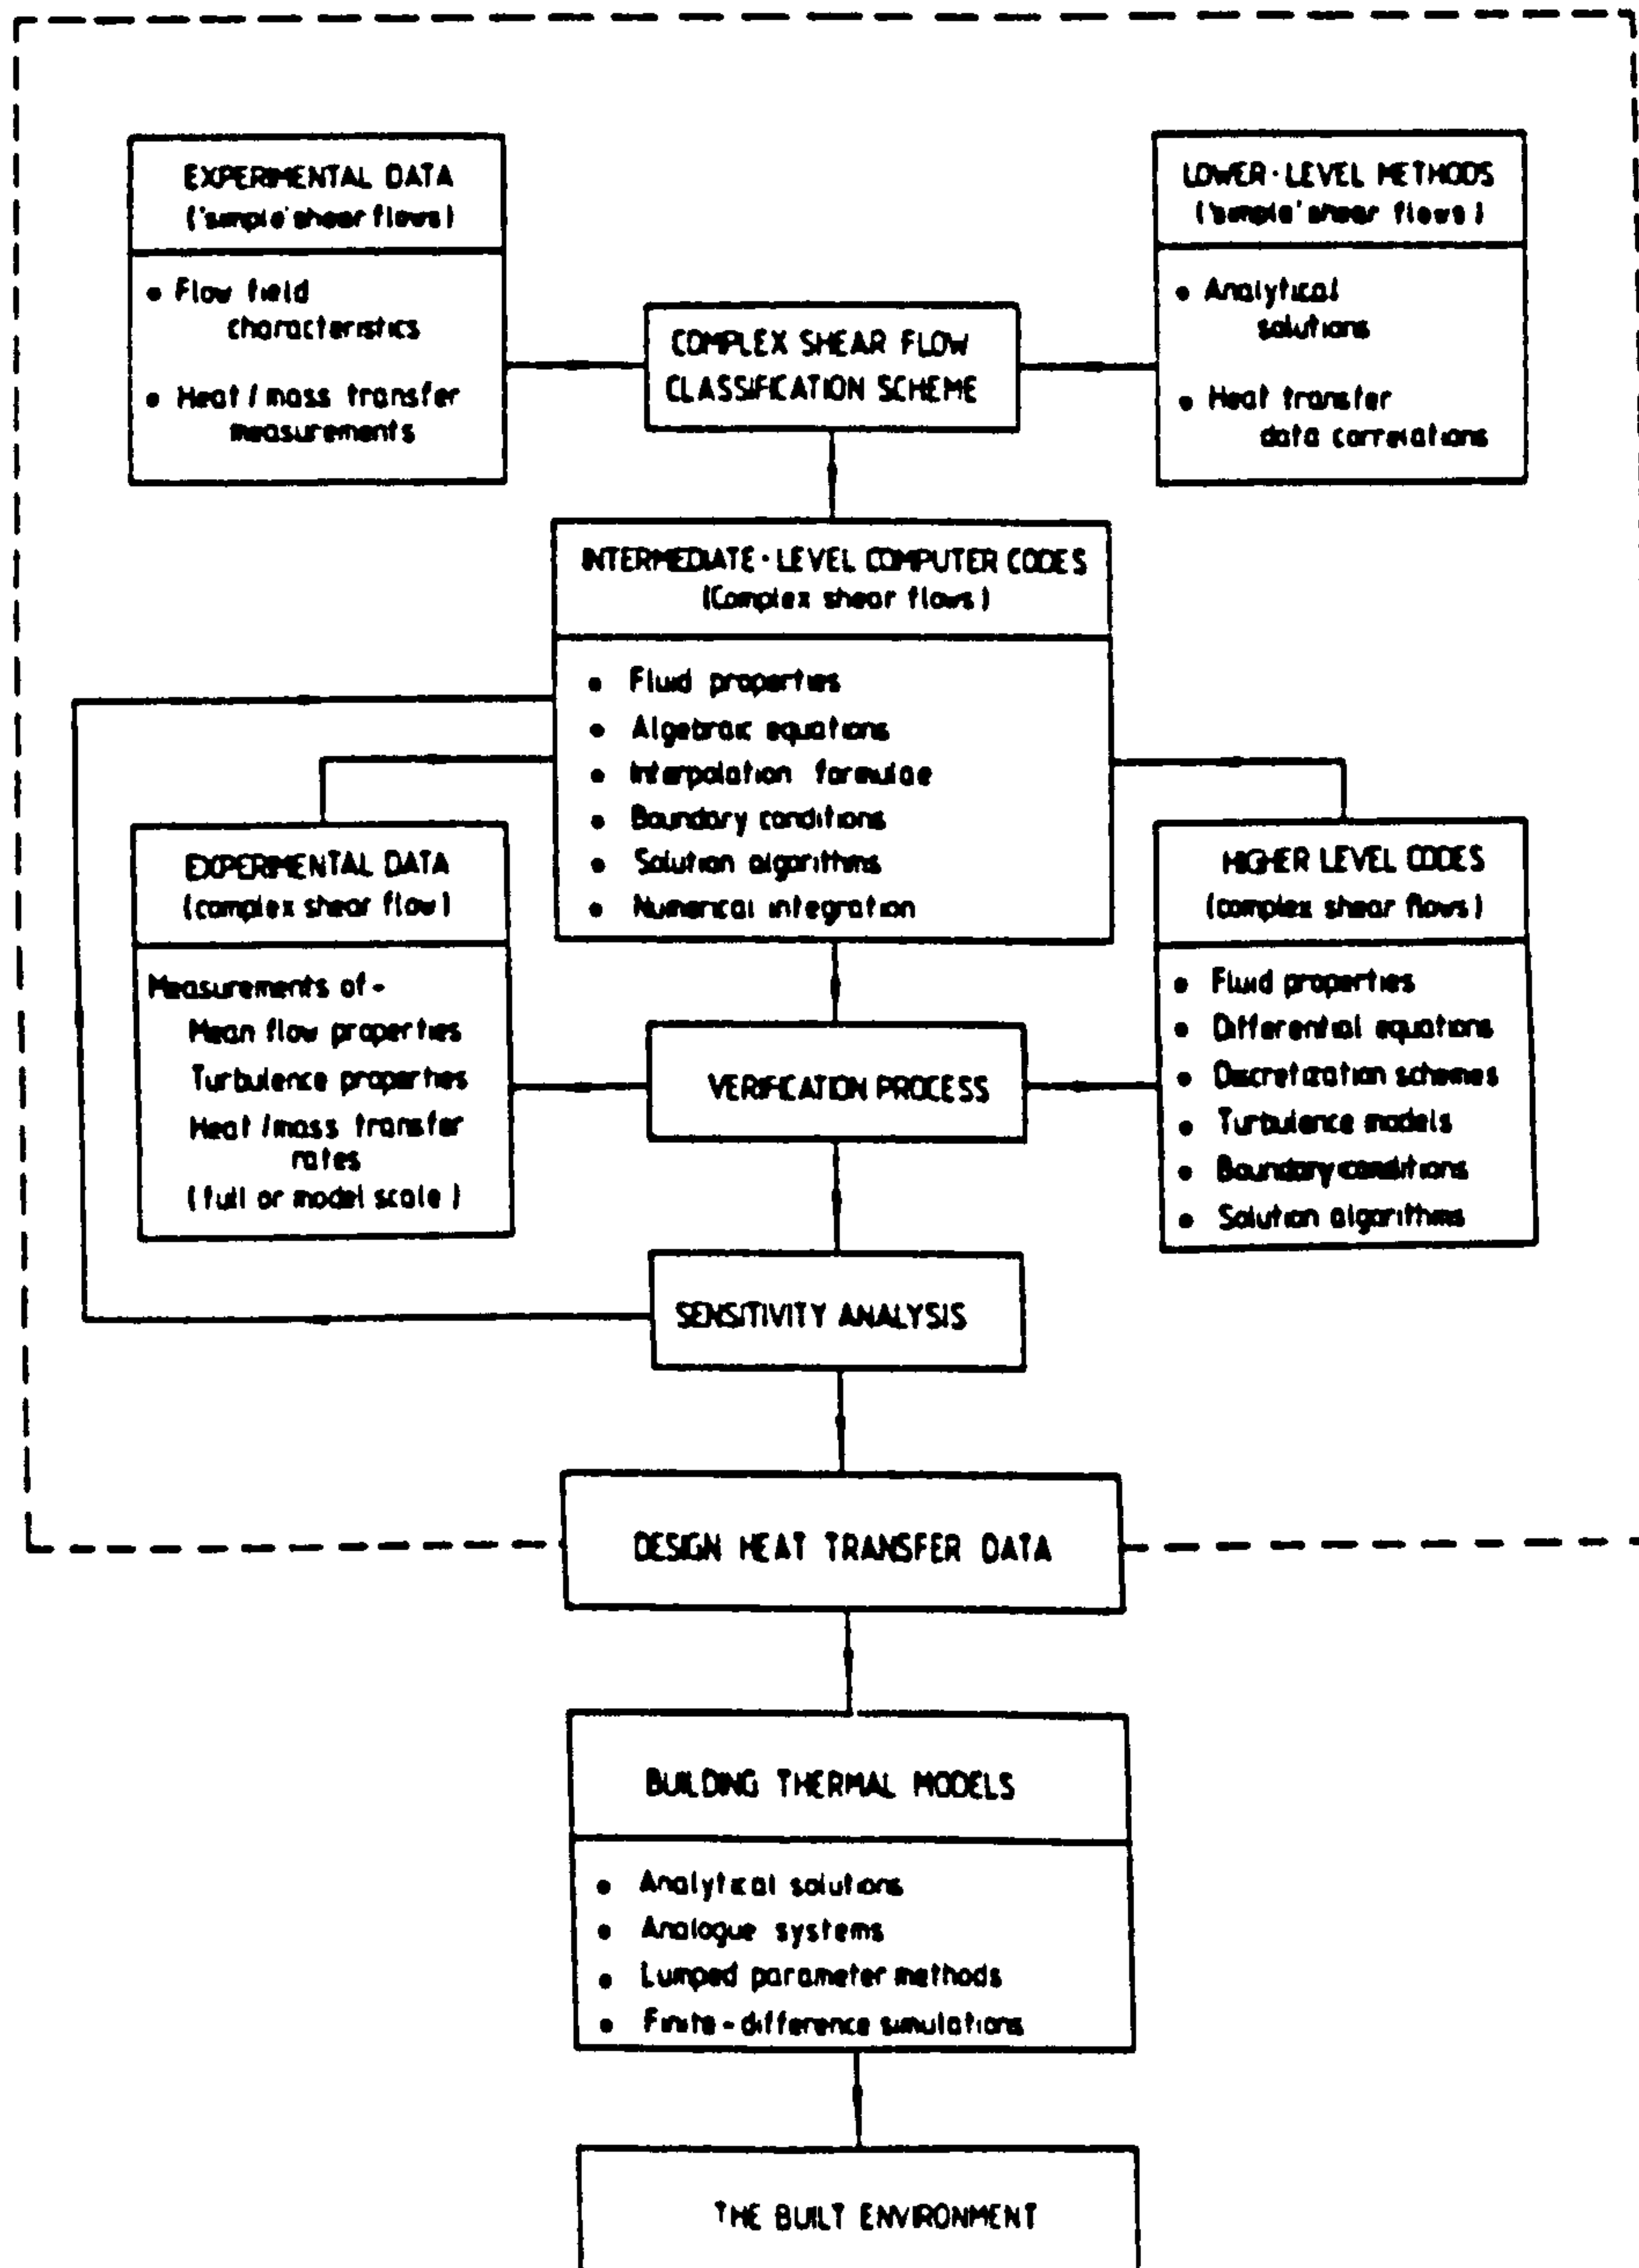 EXPERIMENTAL DATA
('simple' shear flows)
• Flow field
characteristics
• Heat / mass transfer
measurements
LOWER-LEVEL METHODS
('simple' shear flows)
• Analytical
solutions
• Heat transfer
data correlations
COMPLEX SHEAR FLOW
CLASSIFICATION SCHEME
INTERMEDIATE-LEVEL COMPUTER CODES
(Complex shear flows)
• Fluid properties
• Algebraic equations
• Interpolation formulae
• Boundary conditions
• Solution algorithms
• Numerical integration
EXPERIMENTAL DATA
(complex shear flow)
Measurements of-
Mean flow properties
Turbulence properties
Heat /mass transfer
rates
(full or model scale)
HIGHER LEVEL CODES
(complex shear flows)
• Fluid properties
• Differential equations
• Discretization schemes
• Turbulence models
• Boundary conditions
• Solution algorithms
VERIFICATION PROCESS
SENSITIVITY ANALYSIS
DESIGN HEAT TRANSFER DATA
BUILDING THERMAL MODELS
• Analytical solutions
• Analogue systems
• Lumped parameter methods
• Finite-difference simulations
THE BUILT ENVIRONMENT